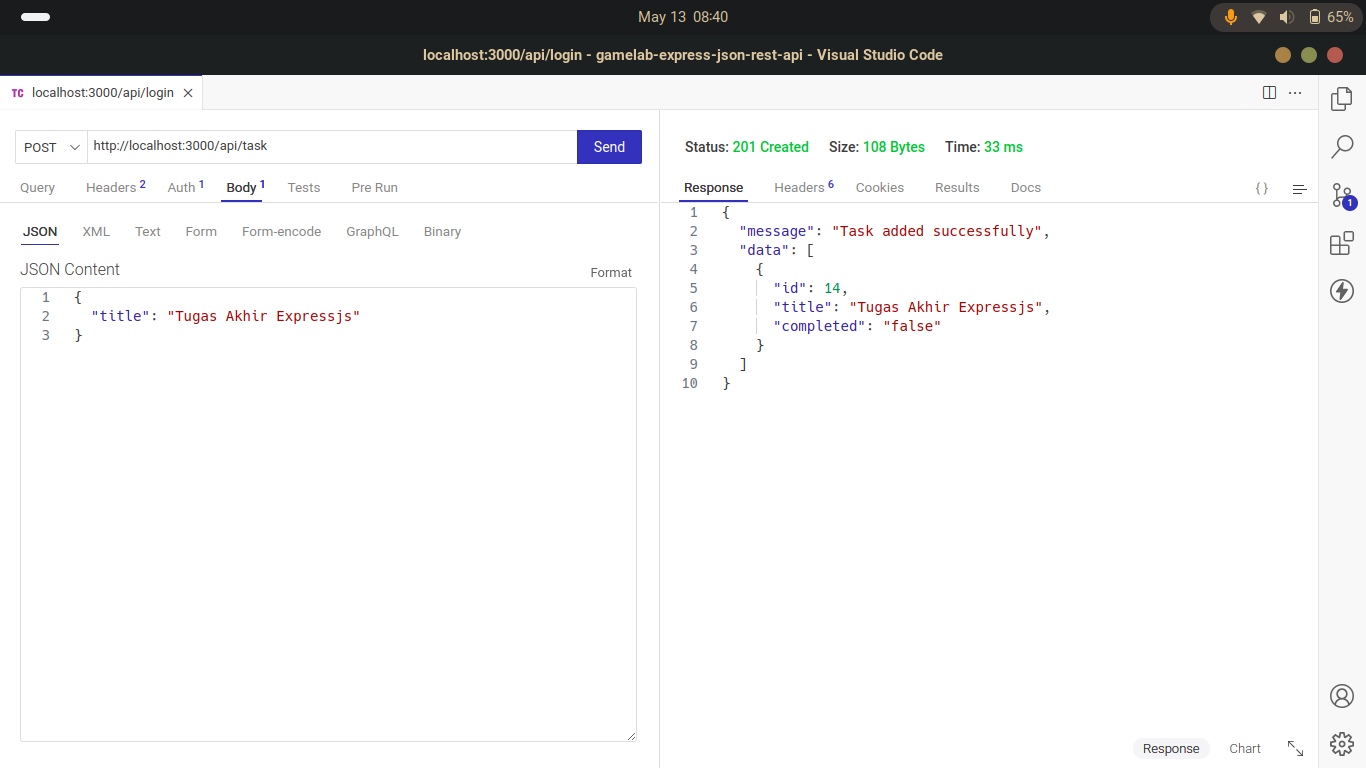 May 13 08:40
65%
localhost:3000/api/login - gamelab-express-json-rest-api - Visual Studio Code
TC localhost:3000/api/login
POST http://localhost:3000/api/task Send
Query Headers 2 Auth 1 Body 1 Tests Pre Run
JSON XML Text Form Form-encode GraphQL Binary
JSON Content
Format
1 {
2 "title": "Tugas Akhir Expressjs"
3 }
Status: 201 Created Size: 108 Bytes Time: 33 ms
Response Headers 6 Cookies Results Docs { }
1 {
2 "message": "Task added successfully",
3 "data": [
4 {
5 "id": 14,
6 "title": "Tugas Akhir Expressjs",
7 "completed": "false"
8 }
9 ]
10 }
Response Chart
1